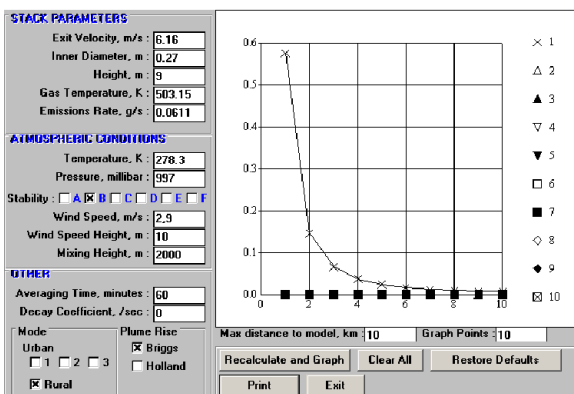 STACK PARAMETERS
Exit Velocity, m/s : 6.16
Inner Diameter, m : 0.27
Height, m : 9
Gas Temperature, K : 503.15
Emissions Rate, g/s : 0.0611
ATMOSPHERIC CONDITIONS
Temperature, K : 278.3
Pressure, millibar : 997
Stability : A B C D E F
Wind Speed, m/s : 2.9
Wind Speed Height, m : 10
Mixing Height, m : 2000
OTHER
Averaging Time, minutes : 60
Decay Coefficient, /sec : 0
Mode
Urban
1 2 3
Rural
Plume Rise
Briggs
Holland
0.6
0.5
0.4
0.3
0.2
0.1
0.0
0 2 4 6 8 10
1
2
3
4
5
6
7
8
9
10
Max distance to model, km : 10 Graph Points : 10
Recalculate and Graph Clear All Restore Defaults
Print Exit